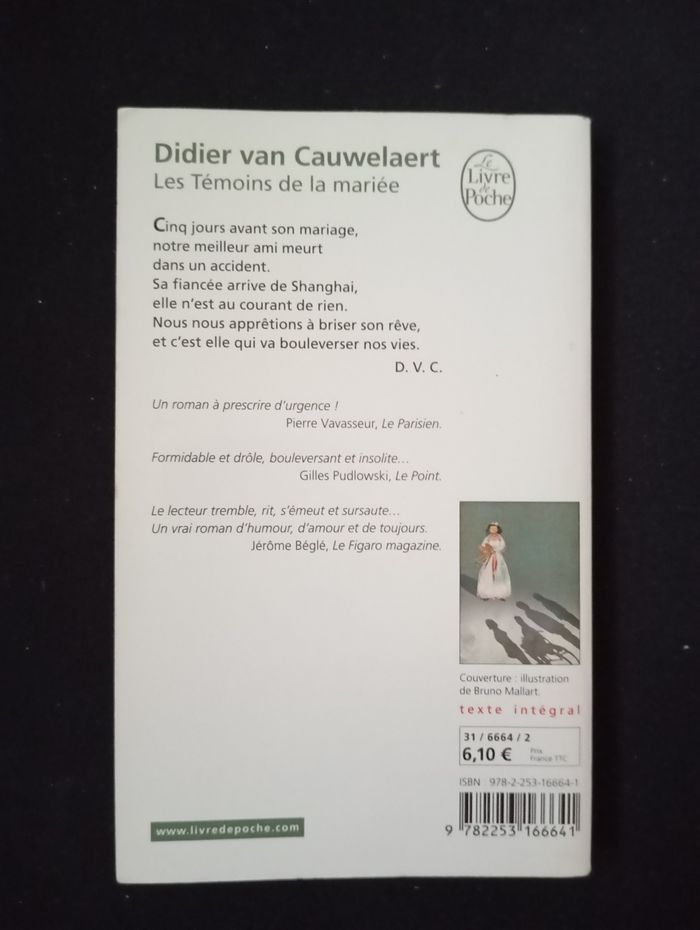 Didier van Cauwelaert
Les Témoins de la mariée
Le
Livre
de
Poche
Cinq jours avant son mariage,
notre meilleur ami meurt
dans un accident.
Sa fiancée arrive de Shanghai,
elle n’est au courant de rien.
Nous nous apprêtions à briser son rêve,
et c’est elle qui va bouleverser nos vies.
D. V. C.
Un roman à prescrire d’urgence !
Pierre Vavasseur, Le Parisien.
Formidable et drôle, bouleversant et insolite…
Gilles Pudlowski, Le Point.
Le lecteur tremble, rit, s’émeut et sursaute…
Un vrai roman d’humour, d’amour et de toujours.
Jérôme Béglé, Le Figaro magazine.
Couverture : illustration
de Bruno Mallart.
texte intégral
31 / 6664 / 2
6,10 €
Prix
France TTC
ISBN : 978-2-253-16664-1
9 782253 166641
www.livredepoche.com